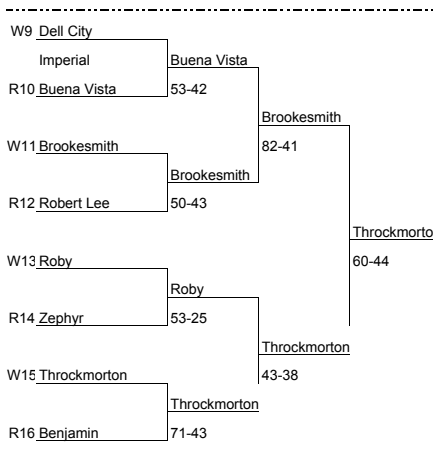 W9 Dell City
Imperial Buena Vista
R10 Buena Vista 53-42
Brookesmith
W11 Brookesmith 82-41
Brookesmith
R12 Robert Lee 50-43
Throckmorto
W13 Roby 60-44
Roby
R14 Zephyr 53-25
Throckmorton
W15 Throckmorton 43-38
Throckmorton
R16 Benjamin 71-43